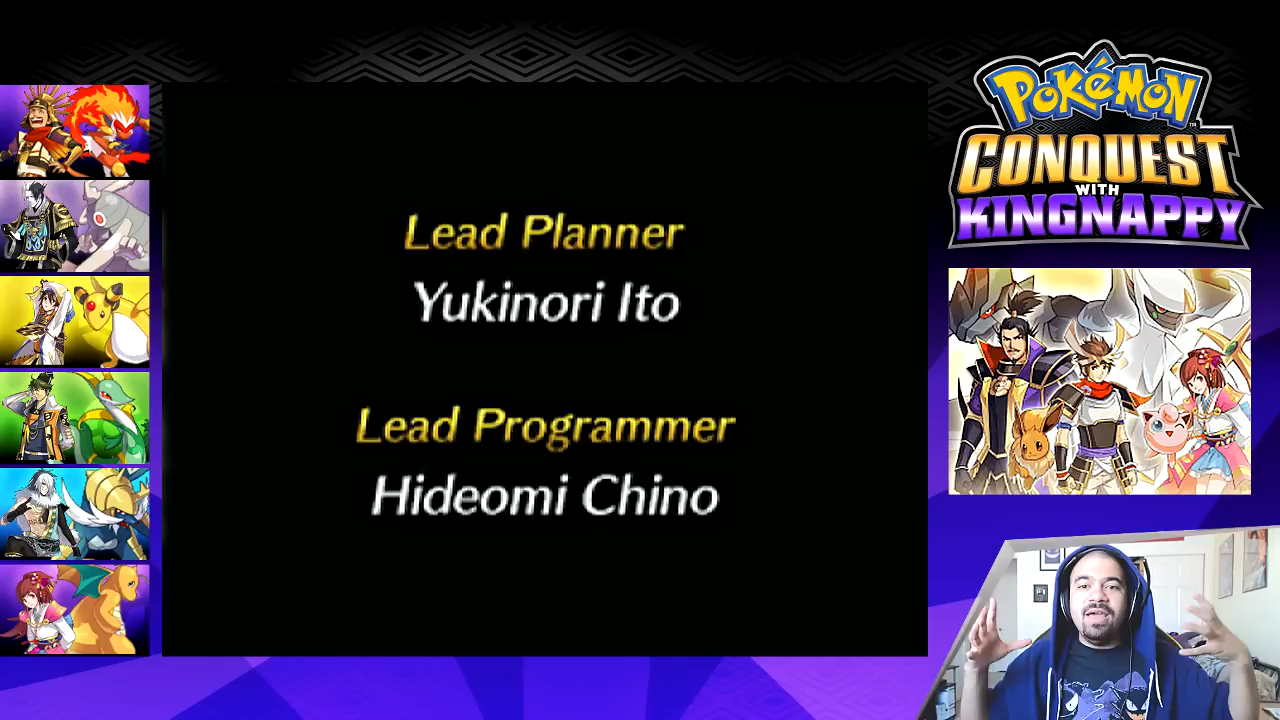 Lead Planner
Yukinori Ito
Lead Programmer
Hideomi Chino
POKÉMON
CONQUEST
WITH
KINGNAPPY